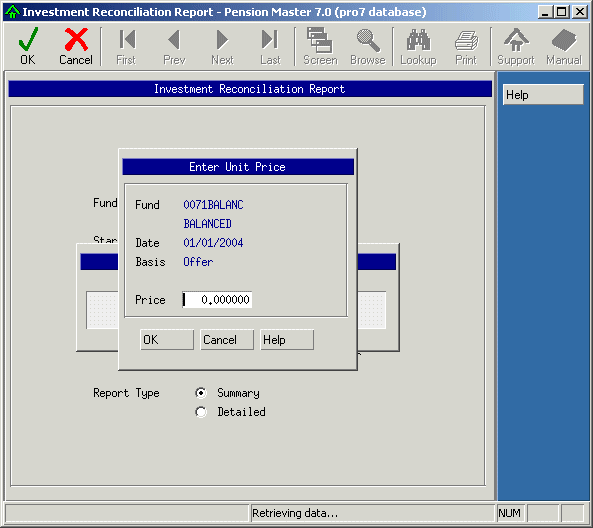 Investment Reconciliation Report - Pension Master 7.0 (pro7 database)
OK Cancel First Prev Next Last Screen Browse Lookup Print Support Manual
Investment Reconciliation Report
Help
Enter Unit Price
Fund
Fund 0071BALANC
BALANCED
Star
Date 01/01/2004
Basis Offer
Price 0.000000
OK Cancel Help
Report Type Summary
Detailed
Retrieving data... NUM